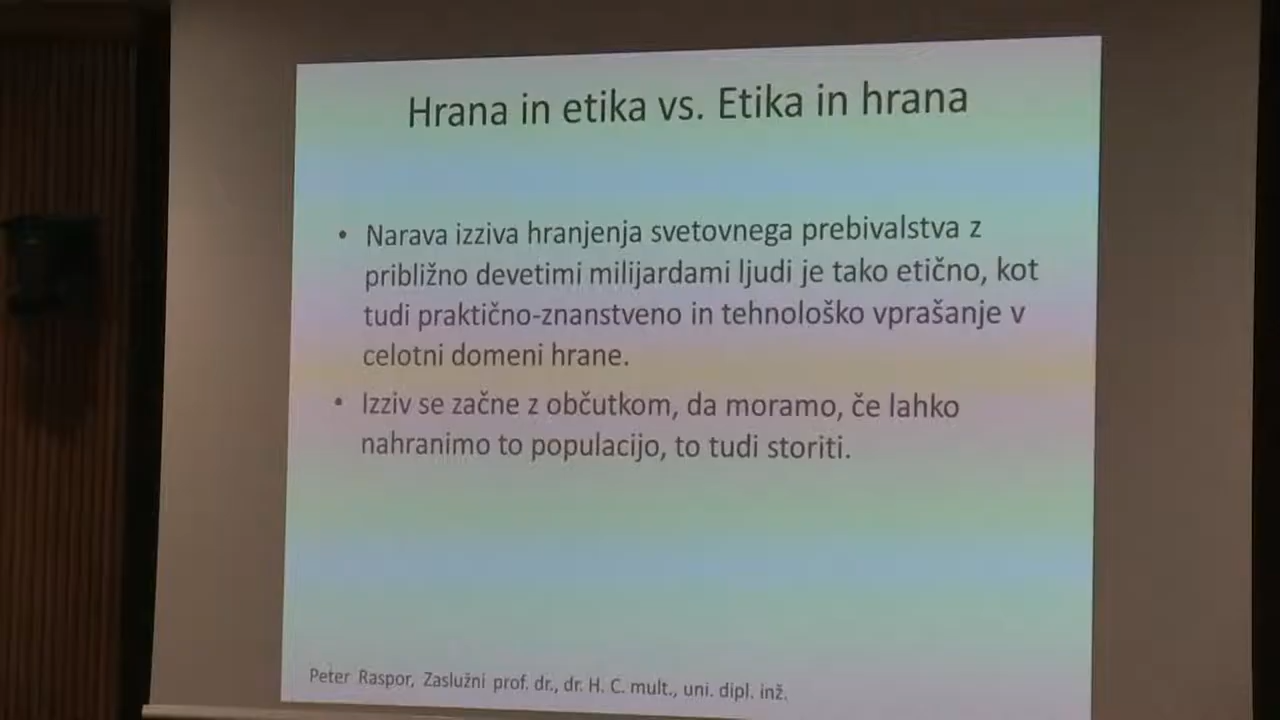 Hrana in etika vs. Etika in hrana
• Narava izziva hranjenja svetovnega prebivalstva z
približno devetimi milijardami ljudi je tako etično, kot
tudi praktično-znanstveno in tehnološko vprašanje v
celotni domeni hrane.
• Izziv se začne z občutkom, da moramo, če lahko
nahranimo to populacijo, to tudi storiti.
Peter Raspor, Zaslužni prof. dr., dr. H. C. mult., uni. dipl. inž.